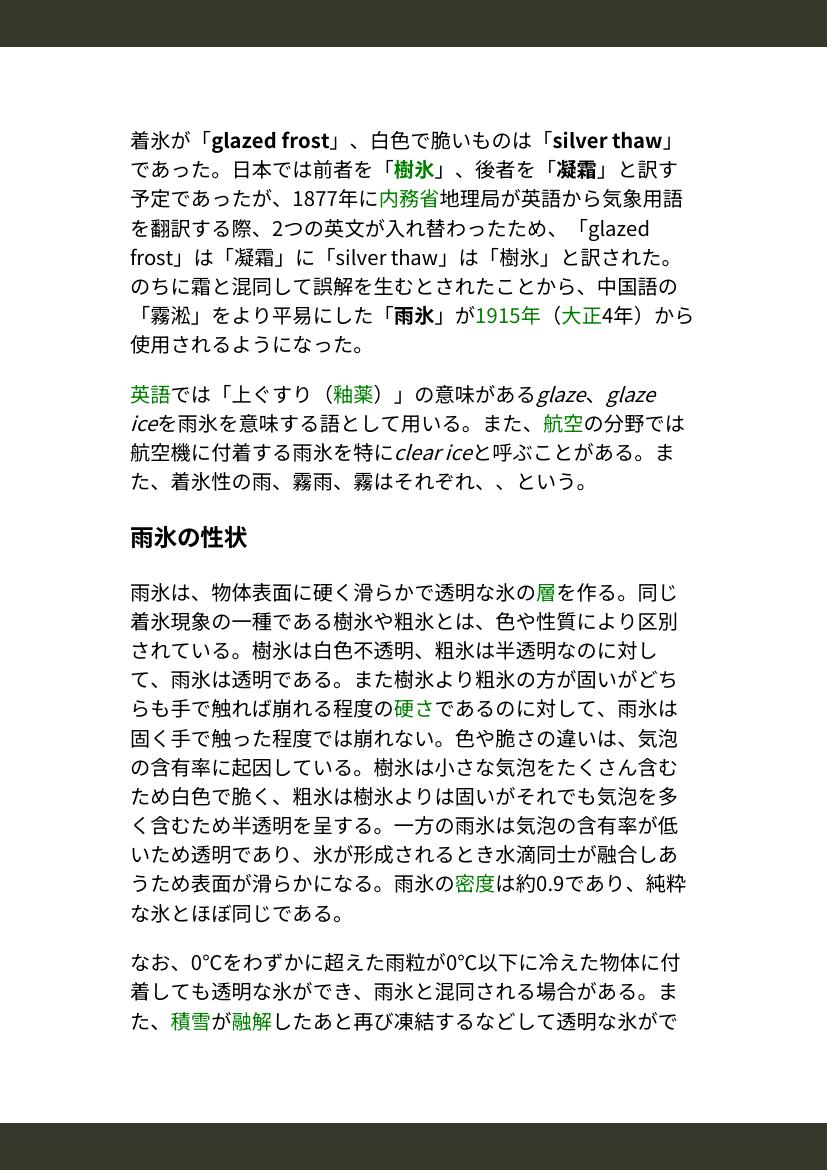 着氷が「glazed frost」、白色で脆いものは「silver thaw」
であった。日本では前者を「樹氷」、後者を「凝霜」と訳す
予定であったが、1877年に内務省地理局が英語から気象用語
を翻訳する際、2つの英文が入れ替わったため、「glazed
frost」は「凝霜」に「silver thaw」は「樹氷」と訳された。
のちに霜と混同して誤解を生むとされたことから、中国語の
「霧淞」をより平易にした「雨氷」が1915年（大正4年）から
使用されるようになった。
英語では「上ぐすり（釉薬）」の意味があるglaze、glaze
iceを雨氷を意味する語として用いる。また、航空の分野では
航空機に付着する雨氷を特にclear iceと呼ぶことがある。ま
た、着氷性の雨、霧雨、霧はそれぞれ、、という。
雨氷の性状
雨氷は、物体表面に硬く滑らかで透明な氷の層を作る。同じ
着氷現象の一種である樹氷や粗氷とは、色や性質により区別
されている。樹氷は白色不透明、粗氷は半透明なのに対し
て、雨氷は透明である。また樹氷より粗氷の方が固いがどち
らも手で触れば崩れる程度の硬さであるのに対して、雨氷は
固く手で触った程度では崩れない。色や脆さの違いは、気泡
の含有率に起因している。樹氷は小さな気泡をたくさん含む
ため白色で脆く、粗氷は樹氷よりは固いがそれでも気泡を多
く含むため半透明を呈する。一方の雨氷は気泡の含有率が低
いため透明であり、氷が形成されるとき水滴同士が融合しあ
うため表面が滑らかになる。雨氷の密度は約0.9であり、純粋
な氷とほぼ同じである。
なお、0℃をわずかに超えた雨粒が0℃以下に冷えた物体に付
着しても透明な氷ができ、雨氷と混同される場合がある。ま
た、積雪が融解したあと再び凍結するなどして透明な氷がで